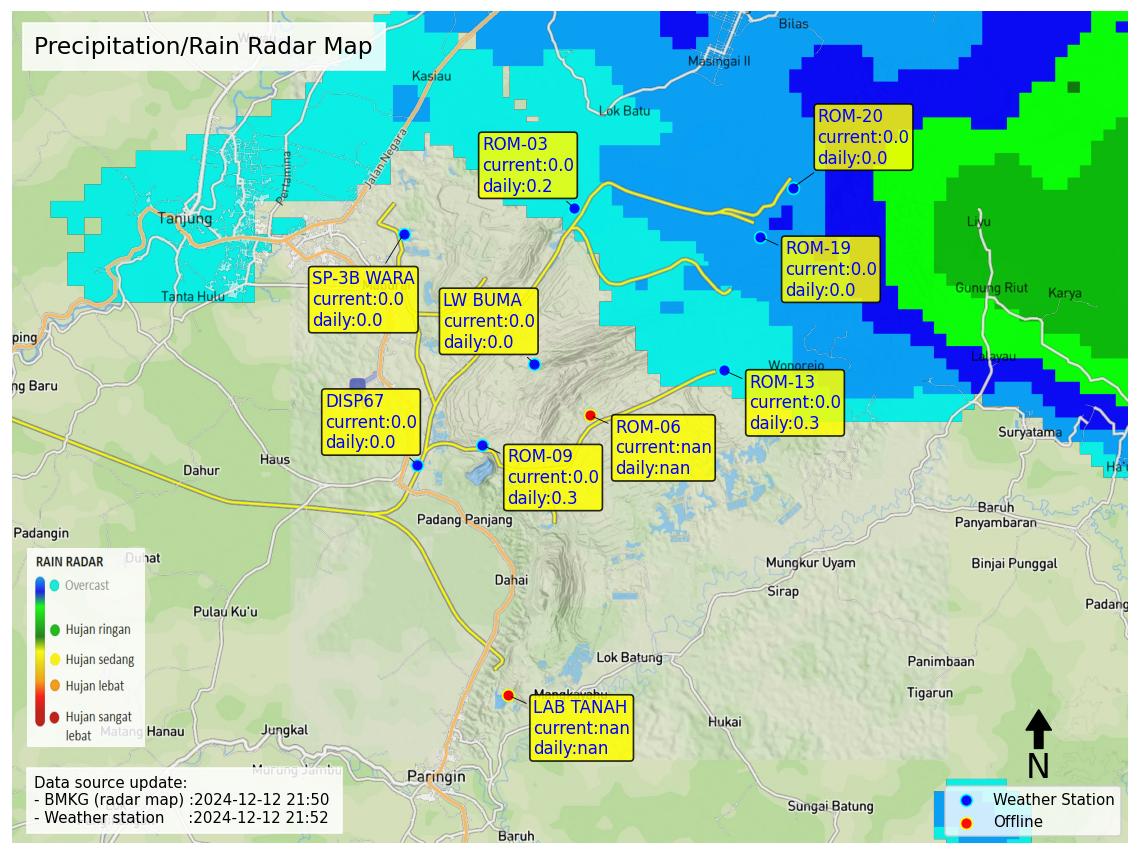 Precipitation/Rain Radar Map
Bilas
Masingai II
Kasiau
Lok Batu
Jalan Negara
Pertamina
ROM-20
current:0.0
daily:0.0
ROM-03
current:0.0
daily:0.2
Tanjung
Liyu
ROM-19
current:0.0
daily:0.0
SP-3B WARA
current:0.0
daily:0.0
LW BUMA
current:0.0
daily:0.0
Tanta Hulu
Gunung Riut
Karya
ping
Lalayau
Wonorejo
ng Baru
ROM-13
current:0.0
daily:0.3
DISP67
current:0.0
daily:0.0
ROM-06
current:nan
daily:nan
Suryatama
ROM-09
current:0.0
daily:0.3
Haus
Dahur
Padang Panjang
Baruh
Panyambaran
Padangin
Duhat
Mungkur Uyam
Binjai Punggal
Dahai
Sirap
Padang
Pulau Ku'u
RAIN RADAR
Overcast
Hujan ringan
Hujan sedang
Hujan lebat
Hujan sangat
lebat
Lok Batung
Panimbaan
Tigarun
LAB TANAH
current:nan
daily:nan
Hukai
Matang Hanau
Jungkal
Murung Jambu
Paringin
Sungai Batung
Baruh
N
Data source update:
- BMKG (radar map) :2024-12-12 21:50
- Weather station :2024-12-12 21:52
Weather Station
Offline